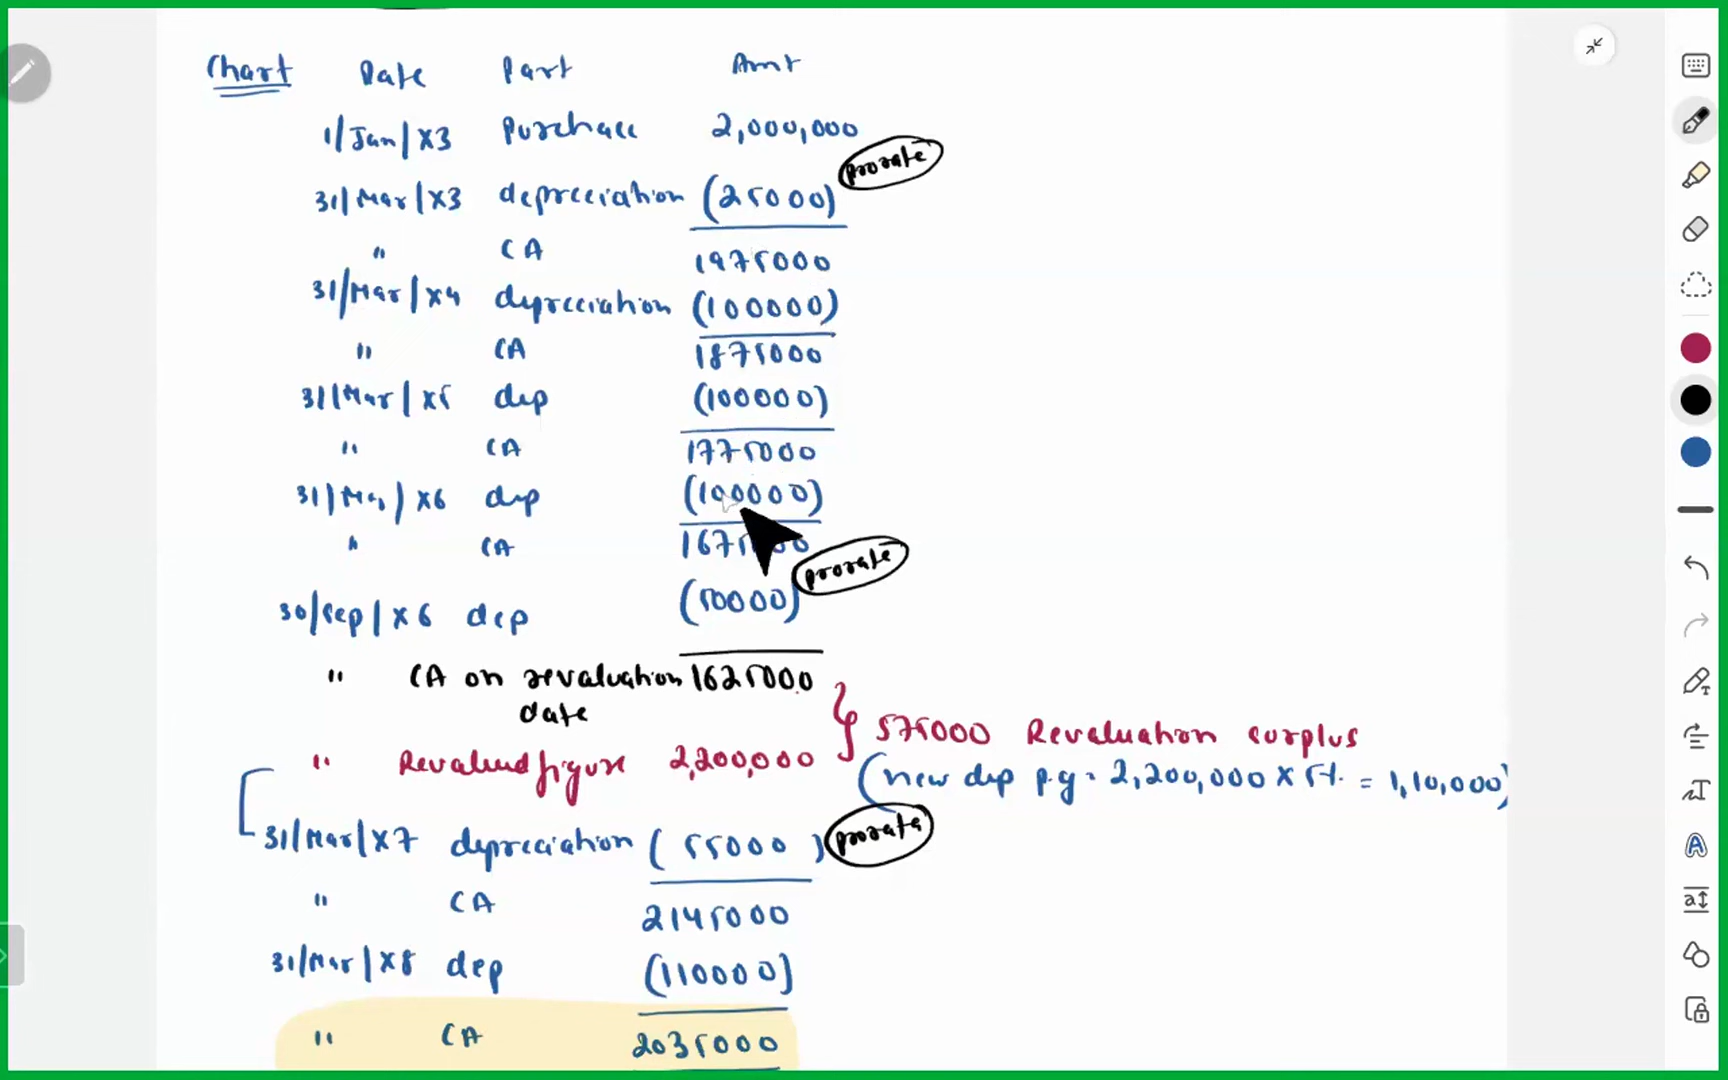 Chart Date Part Amt
1/Jan/X3 Purchase 2,000,000
31/Mar/X3 depreciation (25000) prorate
" CA 1975000
31/Mar/X4 depreciation (100000)
" CA 1875000
31/Mar/X5 dep (100000)
" CA 1775000
31/Mar/X6 dep (100000)
" CA 1675000
30/Sep/X6 dep (50000) prorate
" CA on revaluation 1625000
date
575000 Revaluation surplus
" Revalued figure 2,200,000
(new dep p.y. 2,200,000 X 5%. = 1,10,000)
31/Mar/X7 depreciation (55000) prorata
" CA 2145000
31/Mar/X8 dep (110000)
" CA 2035000